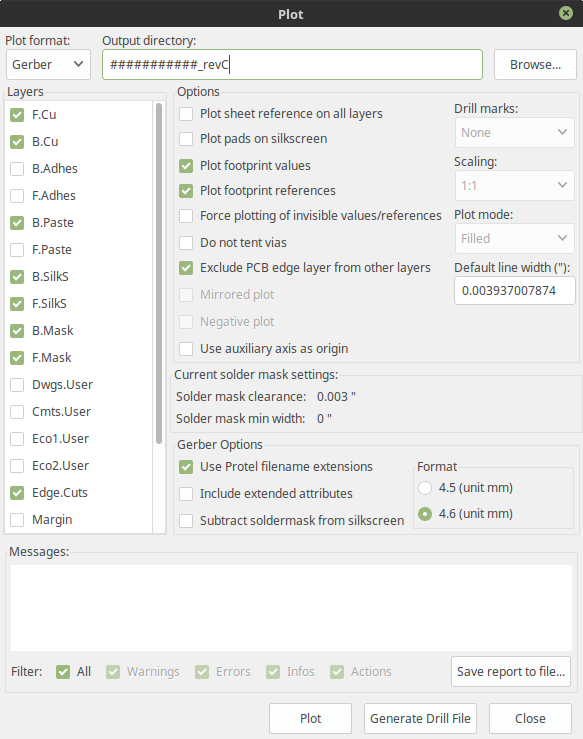 Plot
Plot format:
Output directory:
Gerber
###########_revC
Browse...
Layers
F.Cu
B.Cu
B.Adhes
F.Adhes
B.Paste
F.Paste
B.SilkS
F.SilkS
B.Mask
F.Mask
Dwgs.User
Cmts.User
Eco1.User
Eco2.User
Edge.Cuts
Margin
Options
Plot sheet reference on all layers
Plot pads on silkscreen
Plot footprint values
Plot footprint references
Force plotting of invisible values/references
Do not tent vias
Exclude PCB edge layer from other layers
Mirrored plot
Negative plot
Use auxiliary axis as origin
Drill marks:
None
Scaling:
1:1
Plot mode:
Filled
Default line width ("):
0.003937007874
Current solder mask settings:
Solder mask clearance: 0.003 "
Solder mask min width: 0 "
Gerber Options
Use Protel filename extensions
Include extended attributes
Subtract soldermask from silkscreen
Format
4.5 (unit mm)
4.6 (unit mm)
Messages:
Filter: All Warnings Errors Infos Actions
Save report to file...
Plot
Generate Drill File
Close